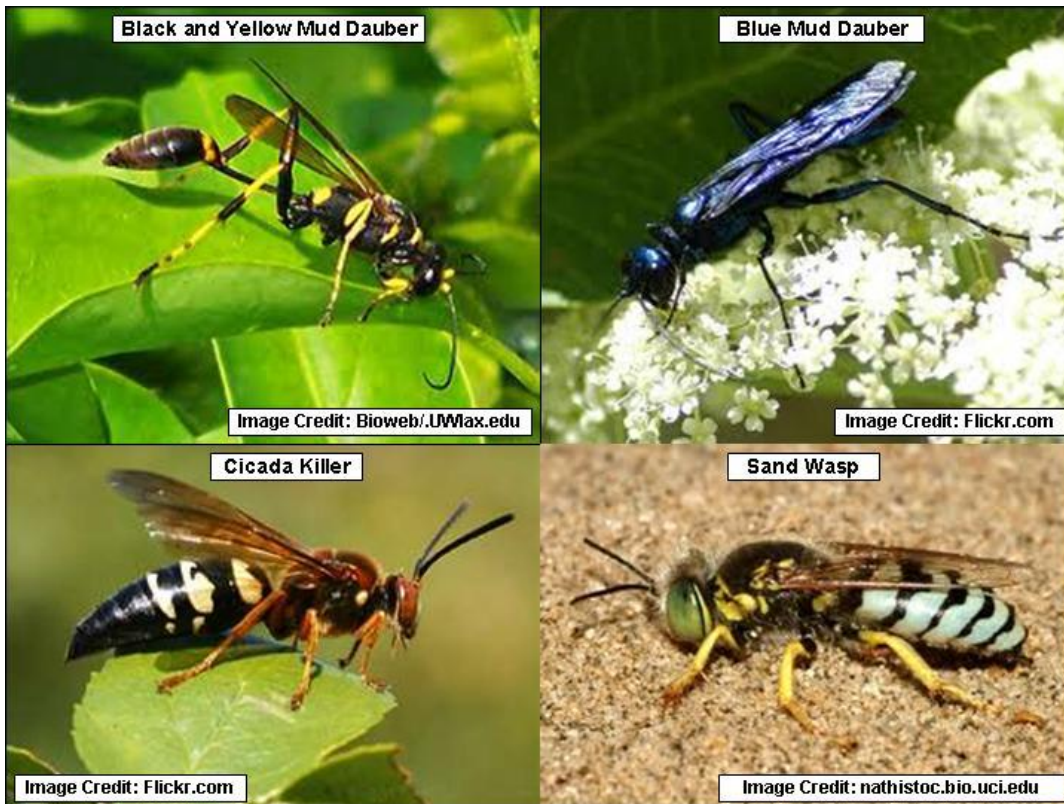 Black and Yellow Mud Dauber
Blue Mud Dauber
Image Credit: Bioweb/.UWlax.edu
Image Credit: Flickr.com
Cicada Killer
Sand Wasp
Image Credit: Flickr.com
Image Credit: nathistoc.bio.uci.edu